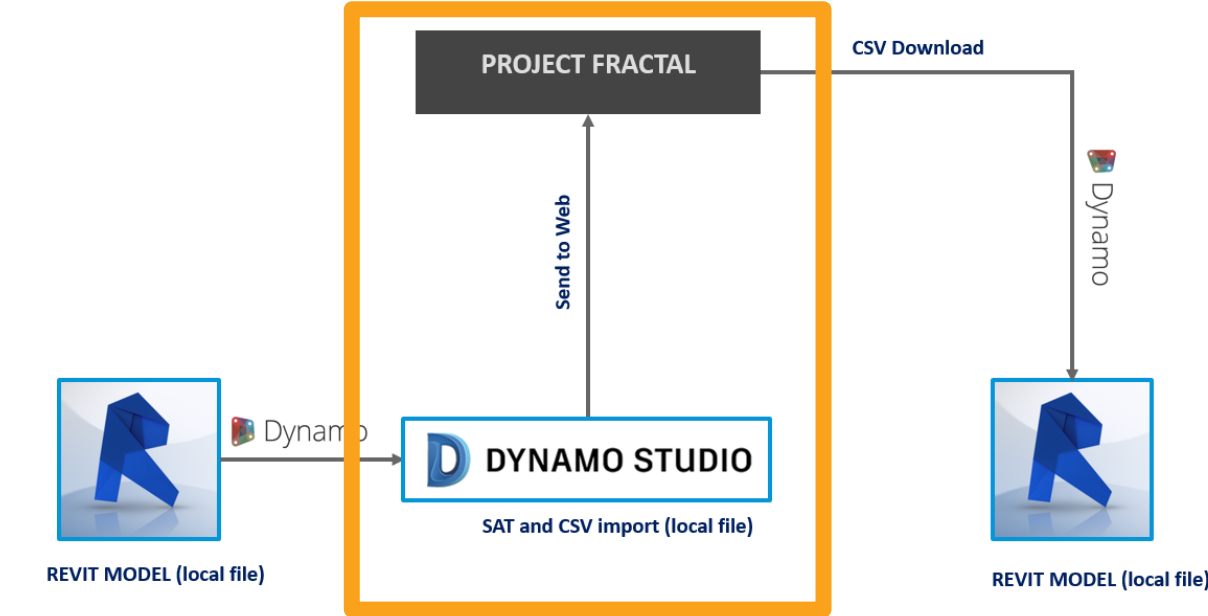 PROJECT FRACTAL
CSV Download
Dynamo
Send to Web
Dynamo
DYNAMO STUDIO
SAT and CSV import (local file)
REVIT MODEL (local file)
REVIT MODEL (local file)